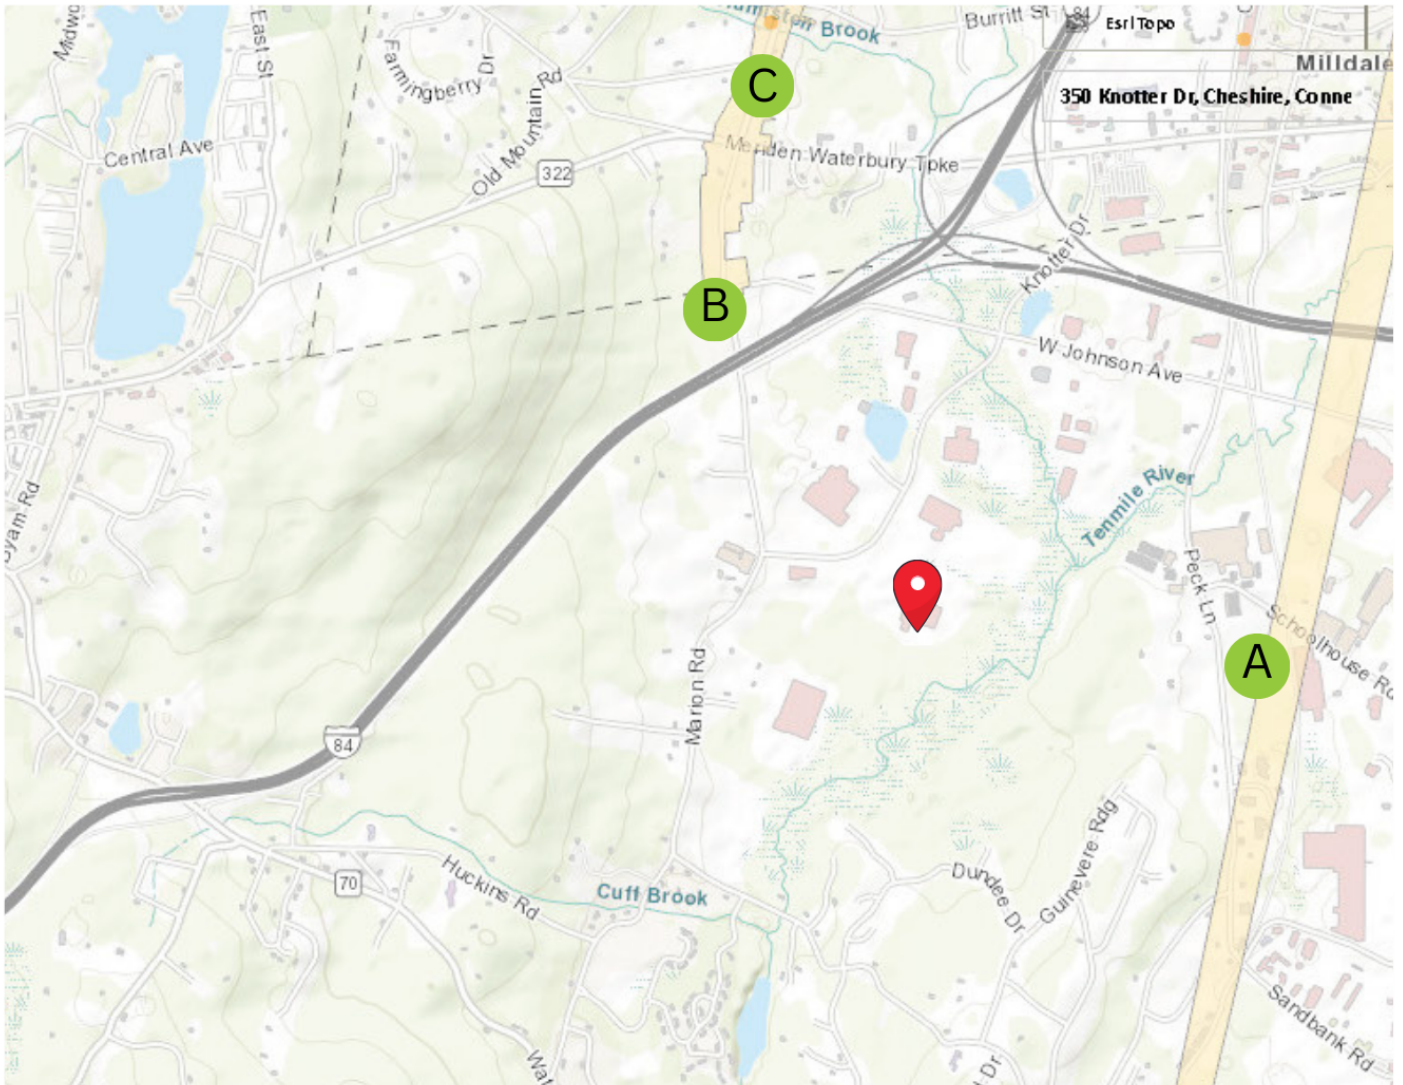 Burritt St
84
Esri Topo
Brook
Milldale
350 Knotter Dr, Cheshire, Conne
East St
Farmingberry Dr
C
Central Ave
Old Mountain Rd
322
Meriden Waterbury Tpke
Knotter Dr
B
W Johnson Ave
Tenmile River
Peck Ln
Schoolhouse Rd
A
Marion Rd
84
Huckins Rd
70
Cuff Brook
Dundee Dr
Guinevere Rdg
Sandbank Rd
Dr